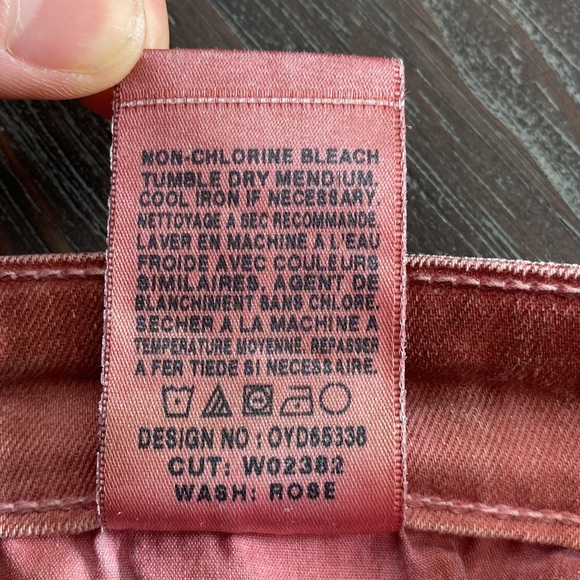 NON-CHLORINE BLEACH
TUMBLE DRY MENDIUM.
COOL IRON IF NECESSARY.
NETTOYAGE A SEC RECOMMANDE
LAVER EN MACHINE A L'EAU
FROIDE AVEC COULEURS
SIMILAIRES. AGENT DE
BLANCHIMENT SANS CHLORE.
SECHER A LA MACHINE A
TEMPERATURE MOYENNE. REPASSER
A FER TIEDE SI NECESSAIRE.
DESIGN NO : OYD65336
CUT: W02382
WASH: ROSE